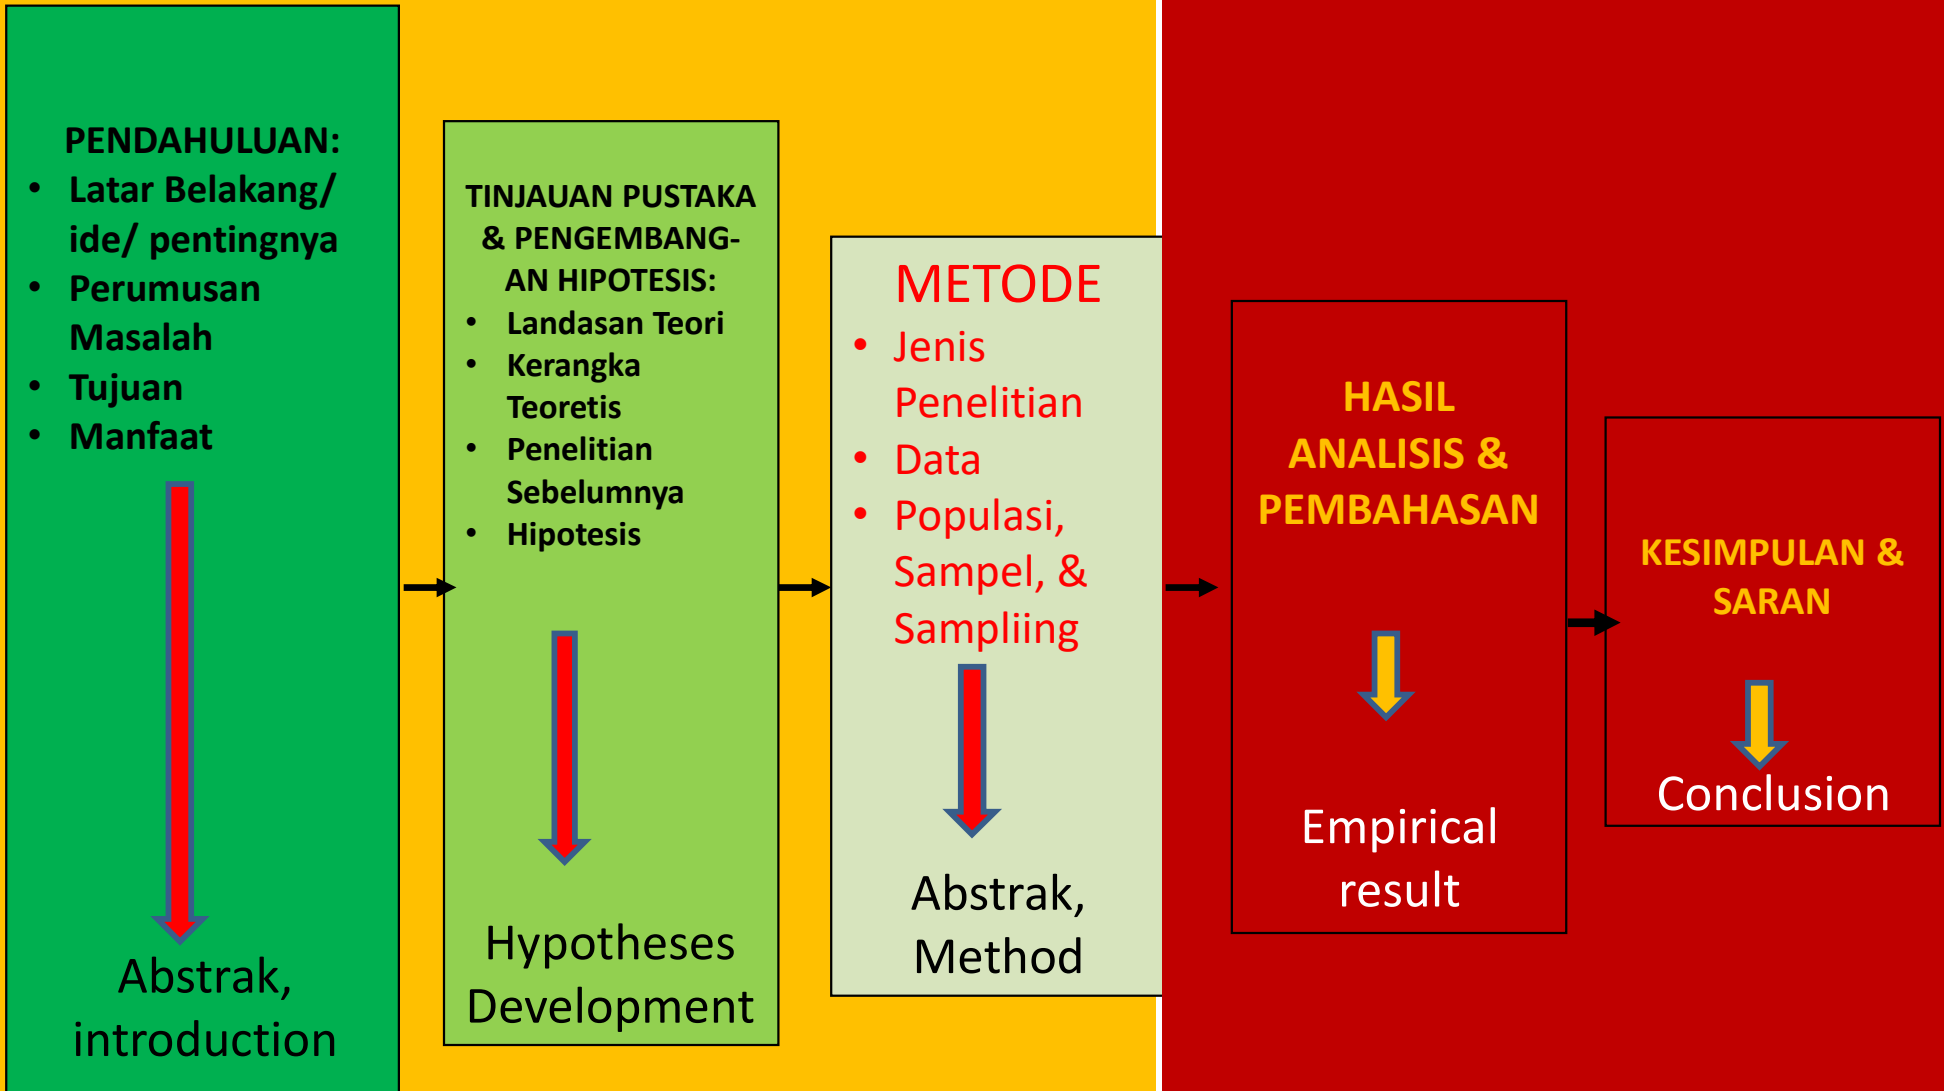 PENDAHULUAN:
• Latar Belakang/
ide/ pentingnya
• Perumusan
Masalah
• Tujuan
• Manfaat
Abstrak,
introduction
TINJAUAN PUSTAKA
& PENGEMBANG-
AN HIPOTESIS:
• Landasan Teori
• Kerangka
Teoretis
• Penelitian
Sebelumnya
• Hipotesis
Hypotheses
Development
METODE
• Jenis
Penelitian
• Data
• Populasi,
Sampel, &
Sampliing
Abstrak,
Method
HASIL
ANALISIS &
PEMBAHASAN
Empirical
result
KESIMPULAN &
SARAN
Conclusion